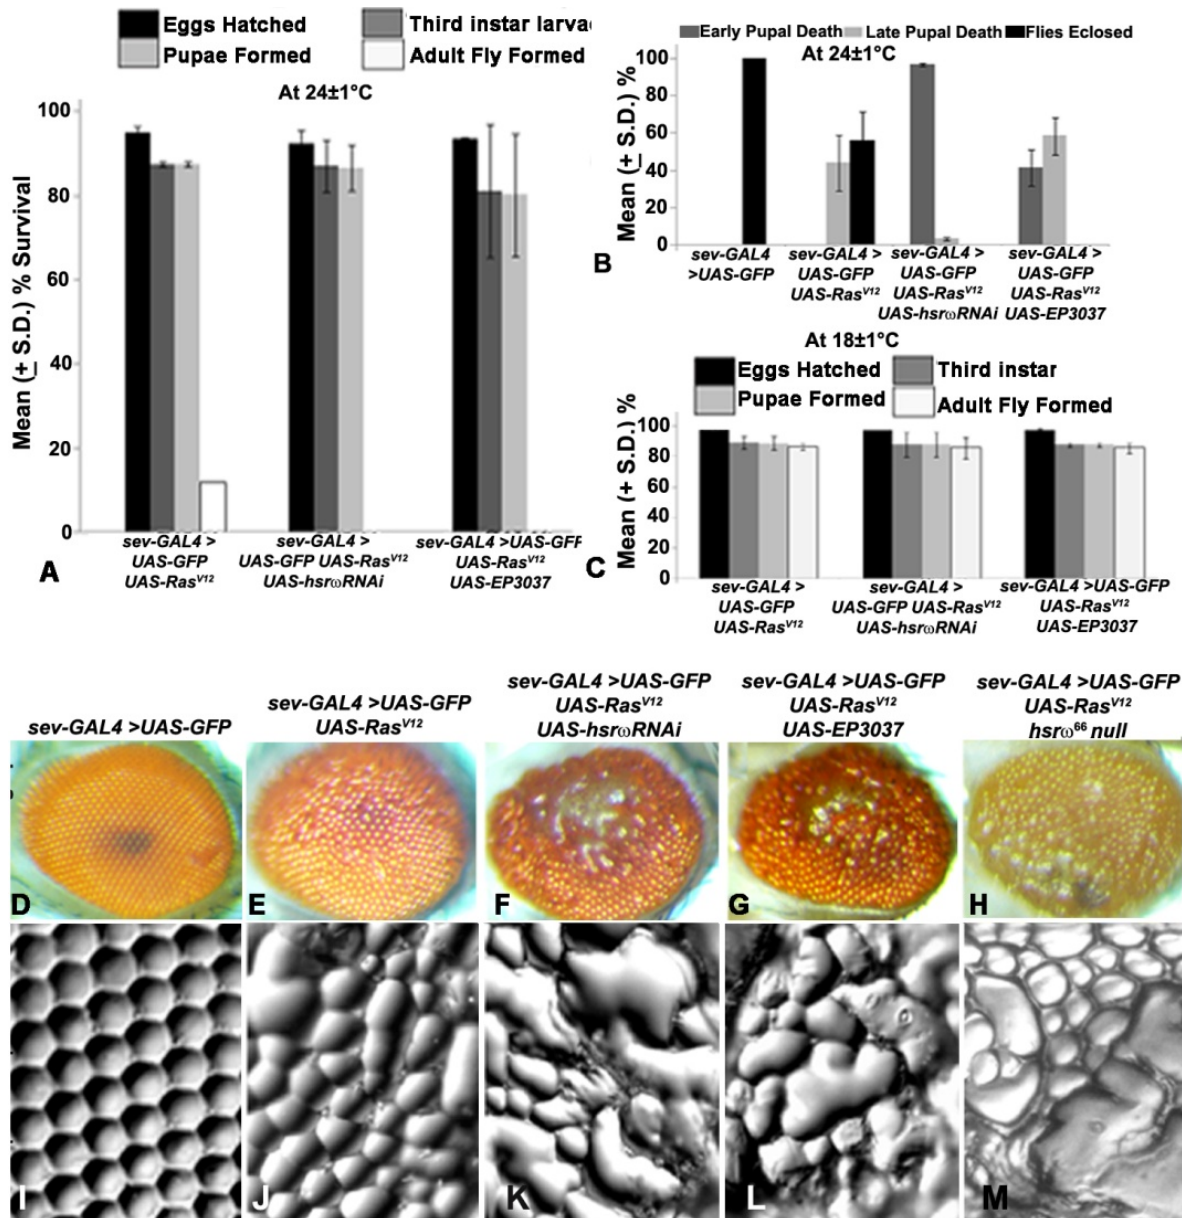 Eggs Hatched
Third instar larvae
Pupae Formed
Adult Fly Formed
At 24±1°C
Mean (± S.D.) % Survival
100
80
60
40
20
0
sev-GAL4 >
UAS-GFP
UAS-Rasⱽ¹²
sev-GAL4 >
UAS-GFP UAS-Rasⱽ¹²
UAS-hsrωRNAi
sev-GAL4 >UAS-GFP
UAS-Rasⱽ¹²
UAS-EP3037
A
Early Pupal Death
Late Pupal Death
Flies Eclosed
At 24±1°C
Mean (± S.D.) %
100
80
60
40
20
0
sev-GAL4
>UAS-GFP
sev-GAL4 >
UAS-GFP
UAS-Rasⱽ¹²
sev-GAL4 >
UAS-GFP
UAS-Rasⱽ¹²
UAS-hsrωRNAi
sev-GAL4 >
UAS-GFP
UAS-Rasⱽ¹²
UAS-EP3037
B
At 18±1°C
Eggs Hatched
Third instar
Pupae Formed
Adult Fly Formed
Mean (+ S.D.) %
100
80
60
40
20
0
sev-GAL4 >
UAS-GFP
UAS-Rasⱽ¹²
sev-GAL4 >
UAS-GFP UAS-Rasⱽ¹²
UAS-hsrωRNAi
sev-GAL4 >UAS-GFP
UAS-Rasⱽ¹²
UAS-EP3037
C
sev-GAL4 >UAS-GFP
sev-GAL4 >UAS-GFP
UAS-Rasⱽ¹²
sev-GAL4 >UAS-GFP
UAS-Rasⱽ¹²
UAS-hsrωRNAi
sev-GAL4 >UAS-GFP
UAS-Rasⱽ¹²
UAS-EP3037
sev-GAL4 >UAS-GFP
UAS-Rasⱽ¹²
hsrω⁶⁶ null
D
E
F
G
H
I
J
K
L
M